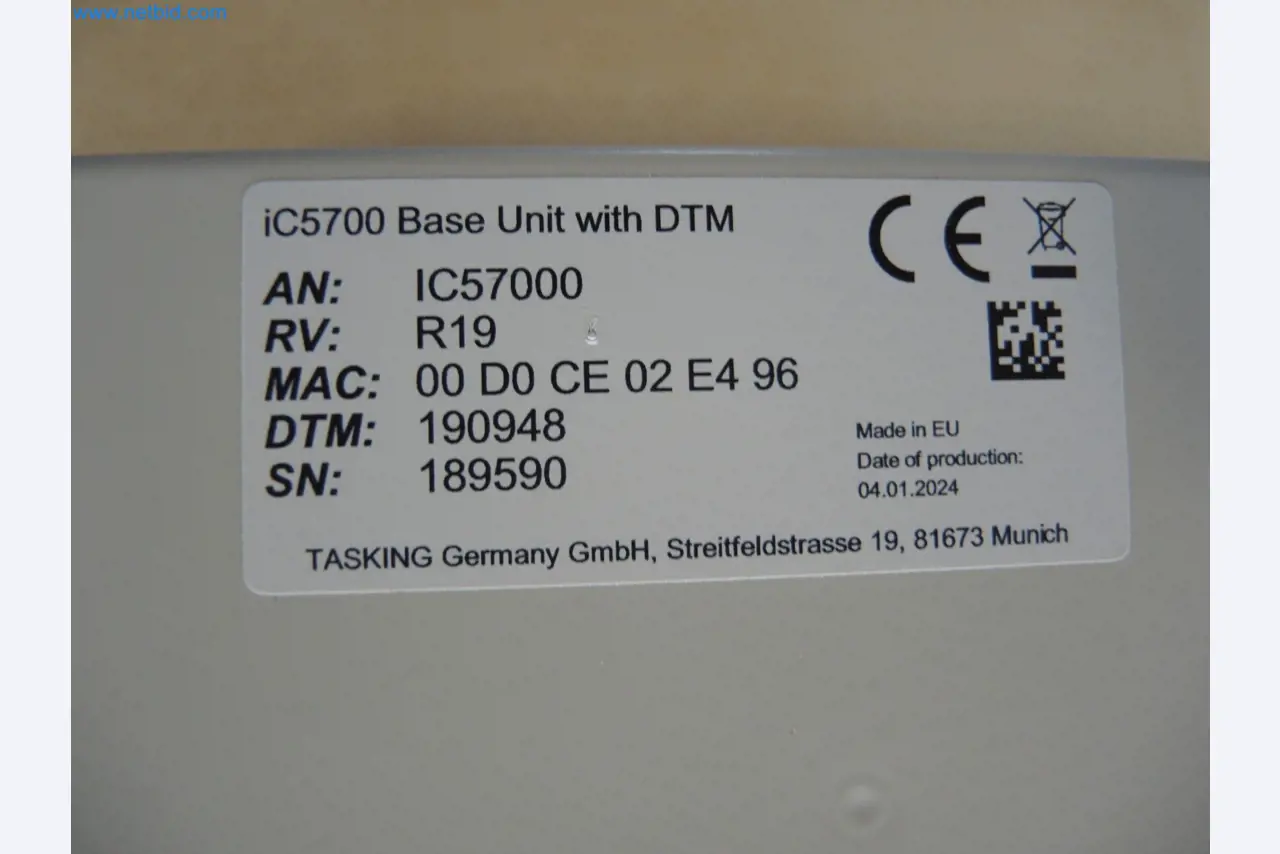 www.netbid.com
iC5700 Base Unit with DTM
AN: IC57000
RV: R19
MAC: 00 D0 CE 02 E4 96
DTM: 190948
SN: 189590
CE
Made in EU
Date of production:
04.01.2024
TASKING Germany GmbH, Streitfeldstrasse 19, 81673 Munich